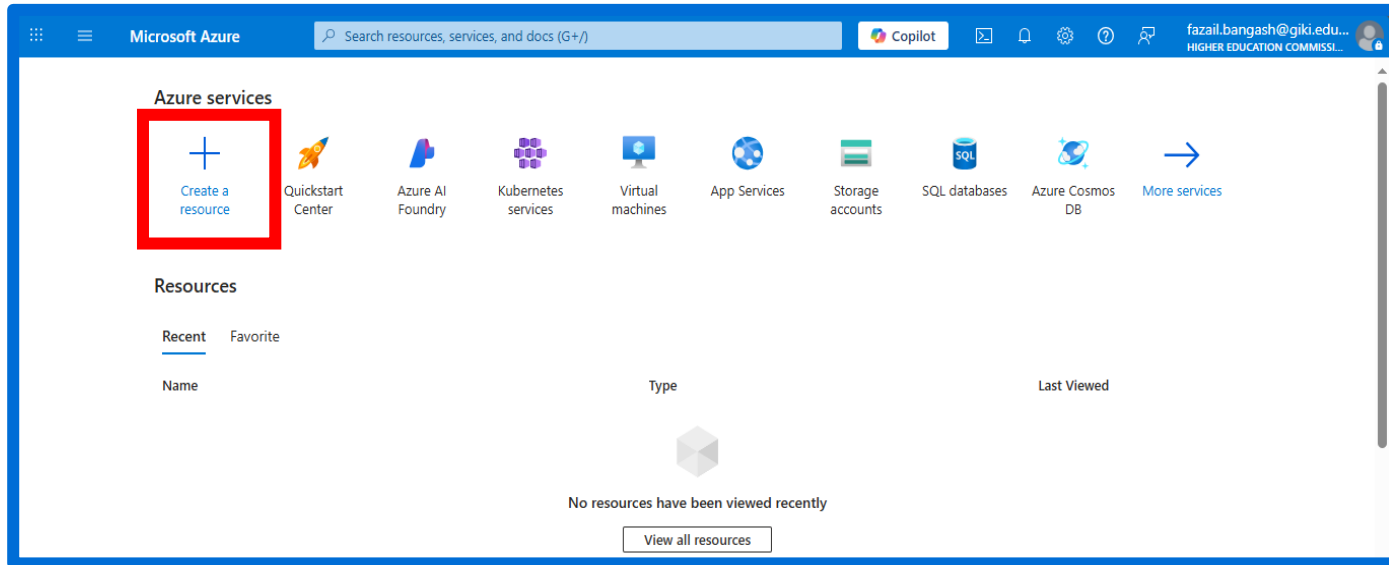 Microsoft Azure
Search resources, services, and docs (G+/)
Copilot
fazail.bangash@giki.edu...
HIGHER EDUCATION COMMISSI...
Azure services
Create a
resource
Quickstart
Center
Azure AI
Foundry
Kubernetes
services
Virtual
machines
App Services
Storage
accounts
SQL
SQL databases
Azure Cosmos
DB
More services
Resources
Recent
Favorite
Name
Type
Last Viewed
No resources have been viewed recently
View all resources